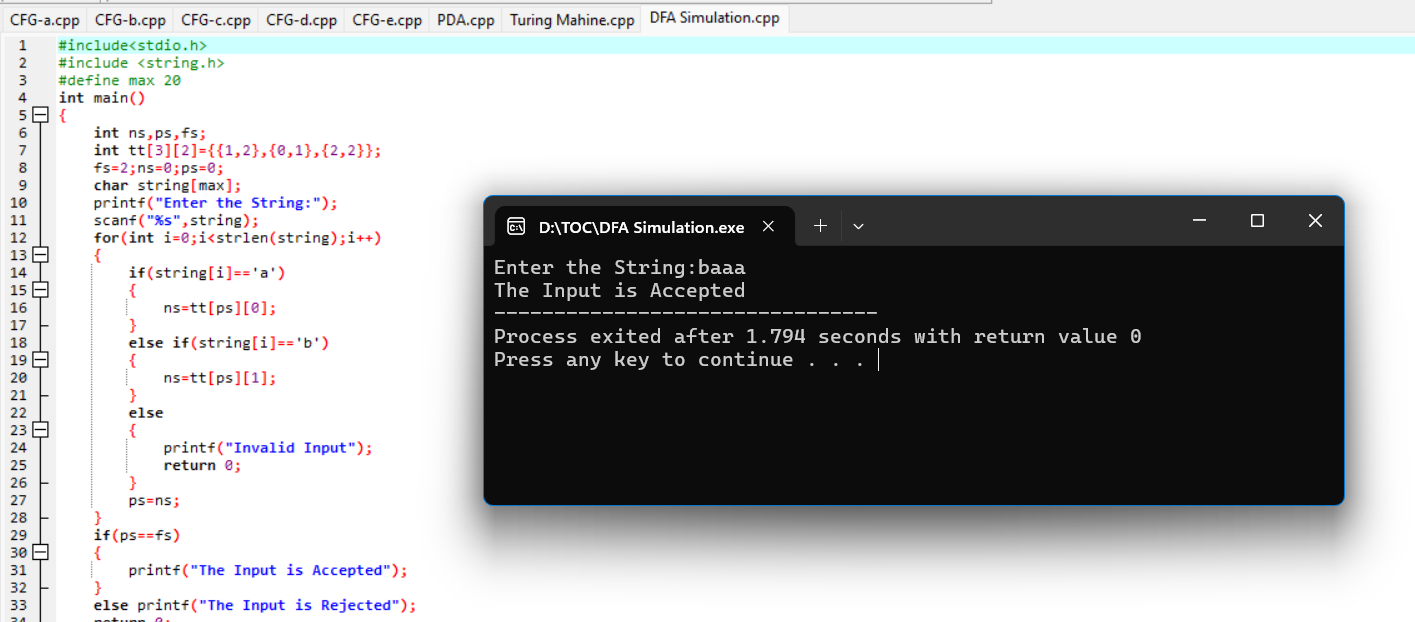 CFG-a.cpp CFG-b.cpp CFG-c.cpp CFG-d.cpp CFG-e.cpp PDA.cpp Turing Mahine.cpp DFA Simulation.cpp
1 #include<stdio.h>
2 #include <string.h>
3 #define max 20
4 int main()
5 {
6 int ns,ps,fs;
7 int tt[3][2]={{1,2},{0,1},{2,2}};
8 fs=2;ns=0;ps=0;
9 char string[max];
10 printf("Enter the String:");
11 scanf("%s",string);
12 for(int i=0;i<strlen(string);i++)
13 {
14 if(string[i]=='a')
15 {
16 ns=tt[ps][0];
17 }
18 else if(string[i]=='b')
19 {
20 ns=tt[ps][1];
21 }
22 else
23 {
24 printf("Invalid Input");
25 return 0;
26 }
27 ps=ns;
28 }
29 if(ps==fs)
30 {
31 printf("The Input is Accepted");
32 }
33 else printf("The Input is Rejected");
34 return 0;
D:\TOC\DFA Simulation.exe
Enter the String:baaa
The Input is Accepted
--------------------------------
Process exited after 1.794 seconds with return value 0
Press any key to continue . . .